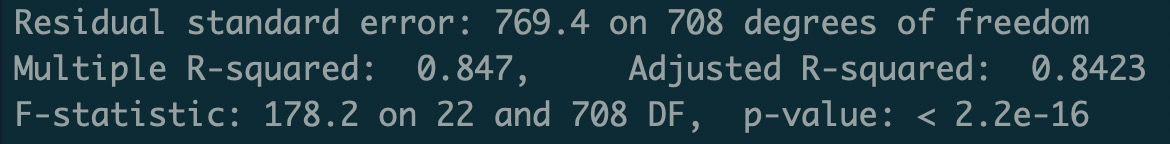 Residual standard error: 769.4 on 708 degrees of freedom
Multiple R-squared:  0.847,     Adjusted R-squared:  0.8423
F-statistic: 178.2 on 22 and 708 DF,  p-value: < 2.2e-16